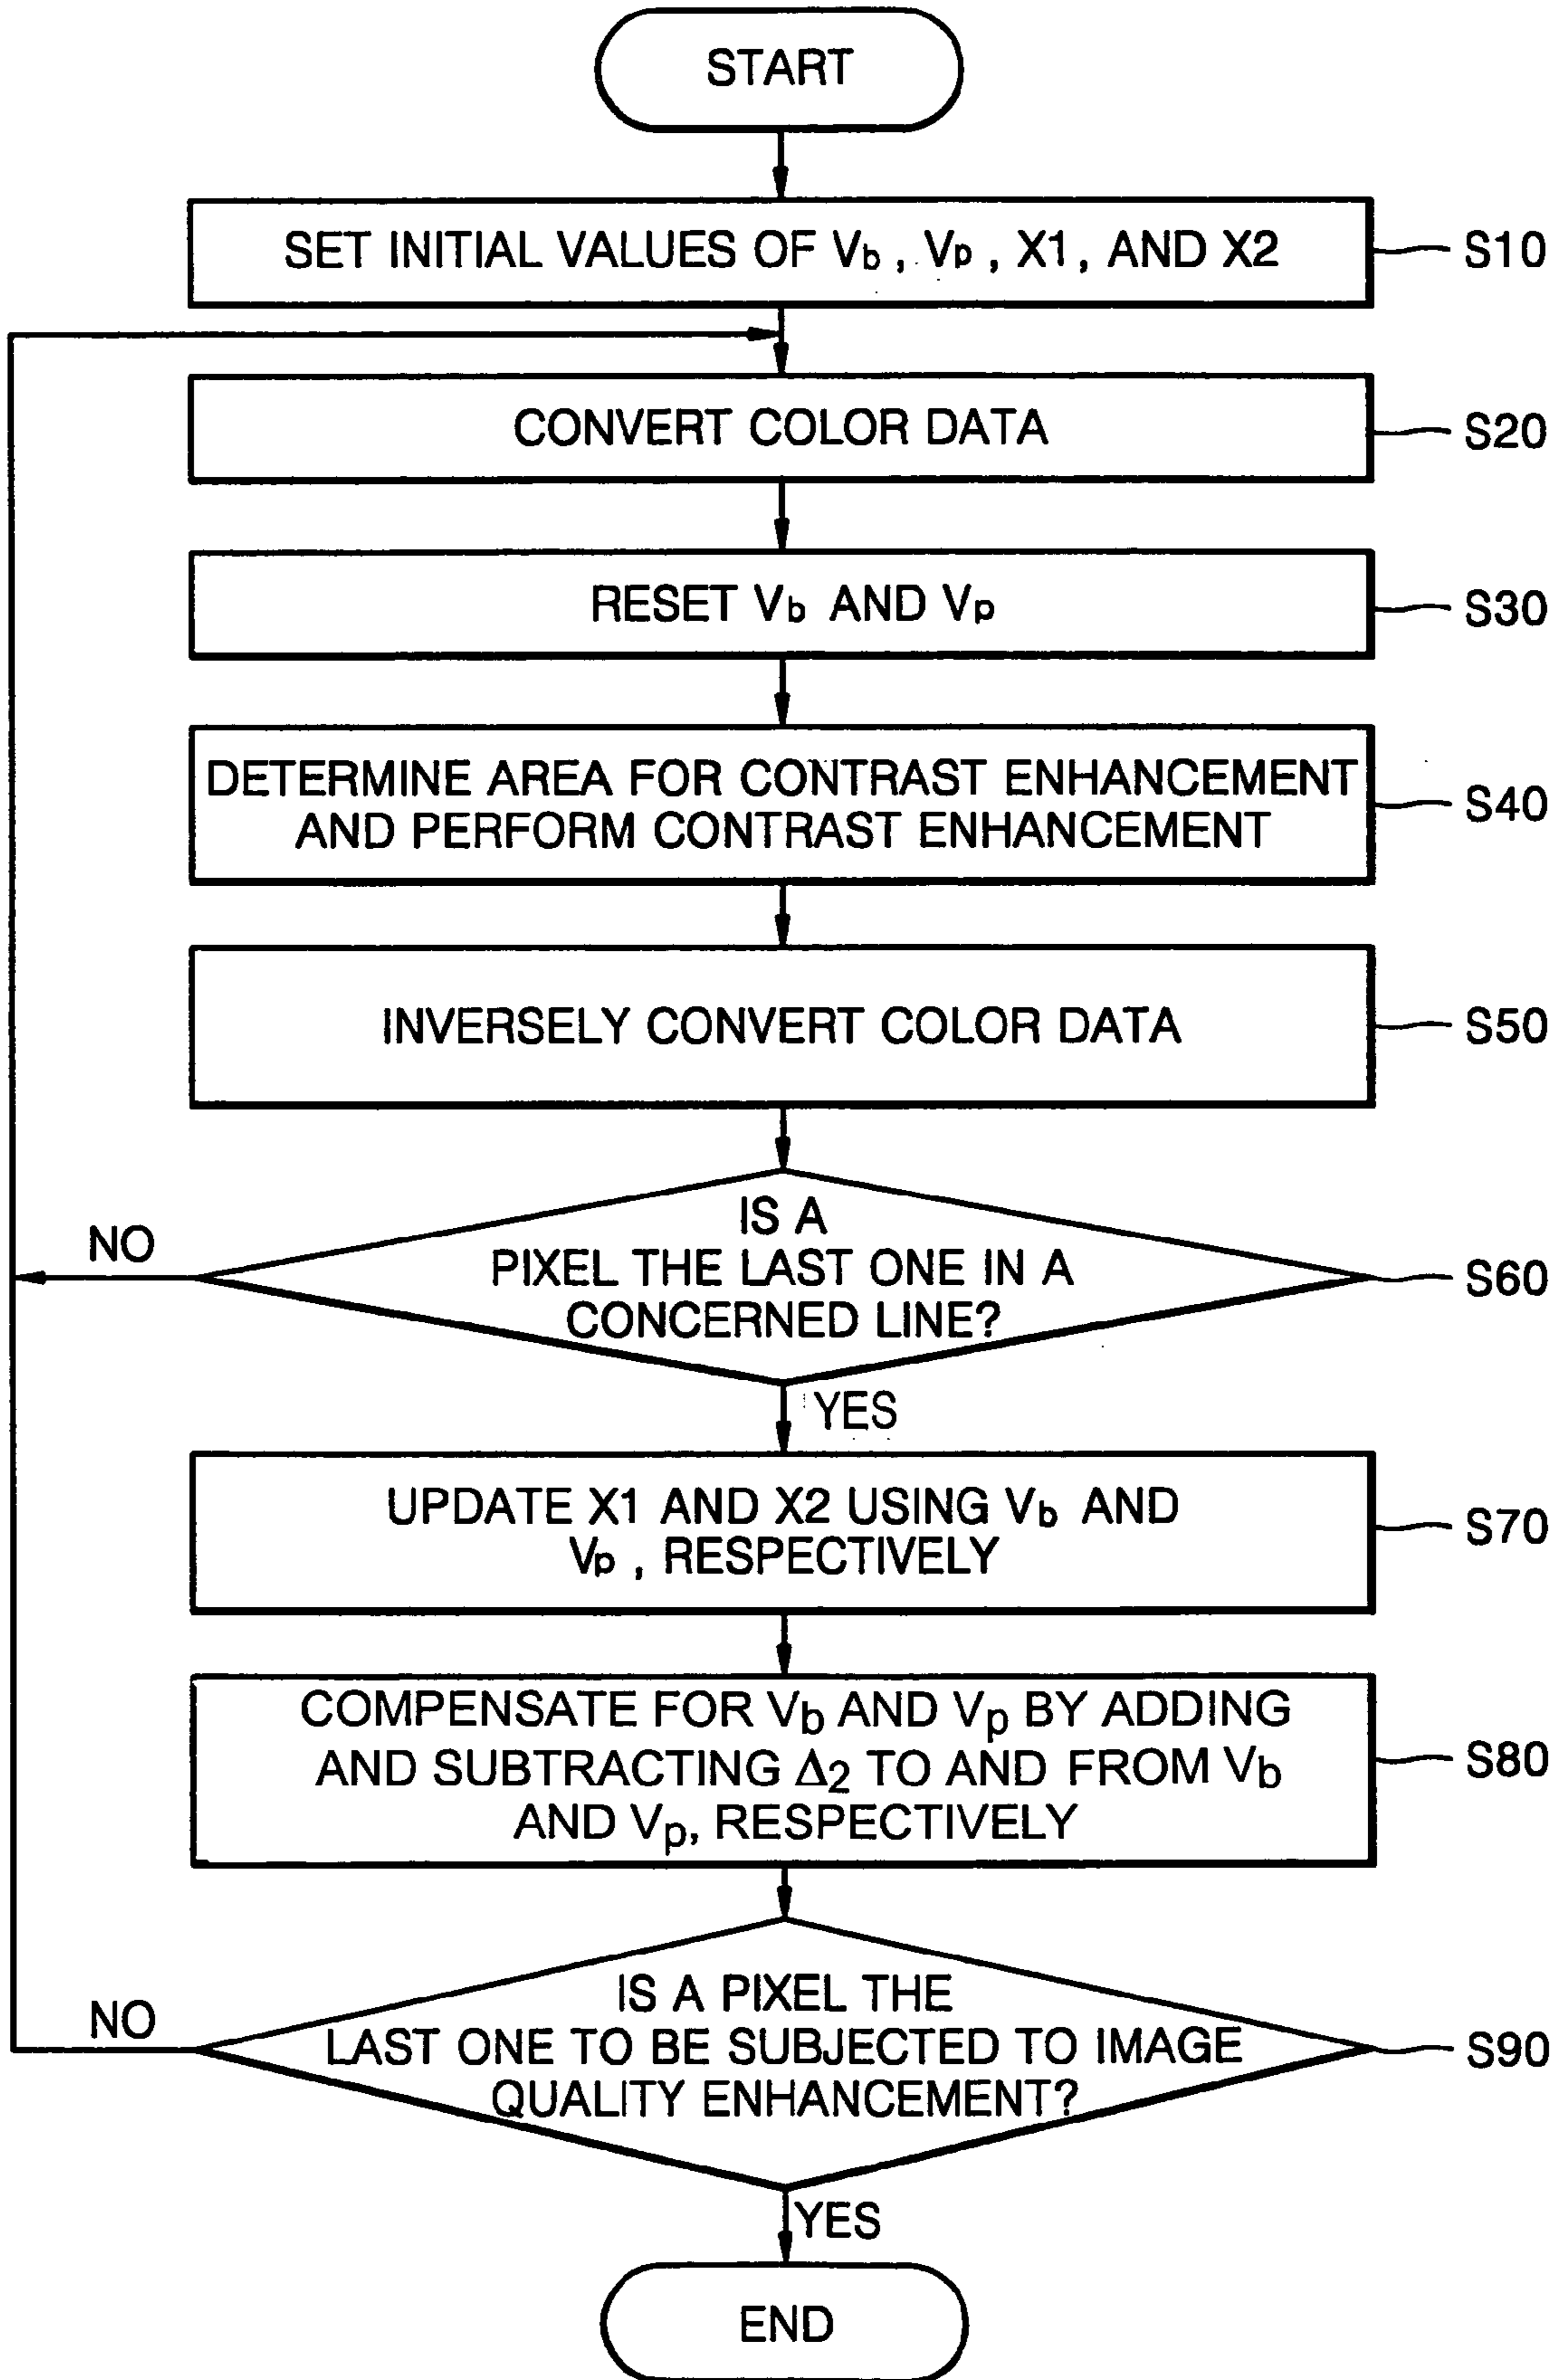 START
SET INITIAL VALUES OF Vb, Vp, X1, AND X2
S10
CONVERT COLOR DATA
S20
RESET Vb AND Vp
S30
DETERMINE AREA FOR CONTRAST ENHANCEMENT
AND PERFORM CONTRAST ENHANCEMENT
S40
INVERSELY CONVERT COLOR DATA
S50
IS A
PIXEL THE LAST ONE IN A
CONCERNED LINE?
S60
NO
YES
UPDATE X1 AND X2 USING Vb AND
Vp, RESPECTIVELY
S70
COMPENSATE FOR Vb AND Vp BY ADDING
AND SUBTRACTING Δ2 TO AND FROM Vb
AND Vp, RESPECTIVELY
S80
IS A PIXEL THE
LAST ONE TO BE SUBJECTED TO IMAGE
QUALITY ENHANCEMENT?
S90
NO
YES
END